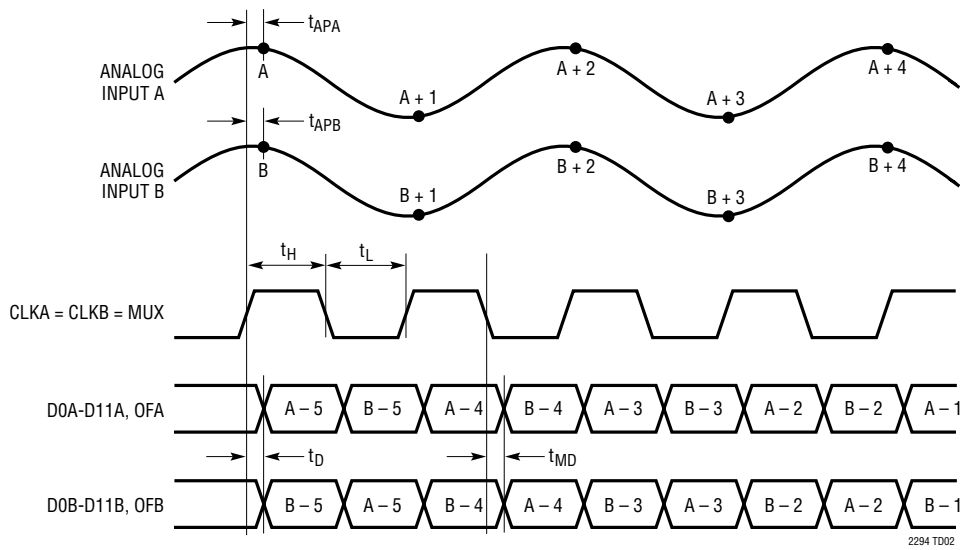 tAPA
ANALOG
INPUT A
A
A + 1
A + 2
A + 3
A + 4
tAPB
ANALOG
INPUT B
B
B + 1
B + 2
B + 3
B + 4
tH
tL
CLKA = CLKB = MUX
D0A-D11A, OFA
A – 5
B – 5
A – 4
B – 4
A – 3
B – 3
A – 2
B – 2
A – 1
tD
tMD
D0B-D11B, OFB
B – 5
A – 5
B – 4
A – 4
B – 3
A – 3
B – 2
A – 2
B – 1
2294 TD02